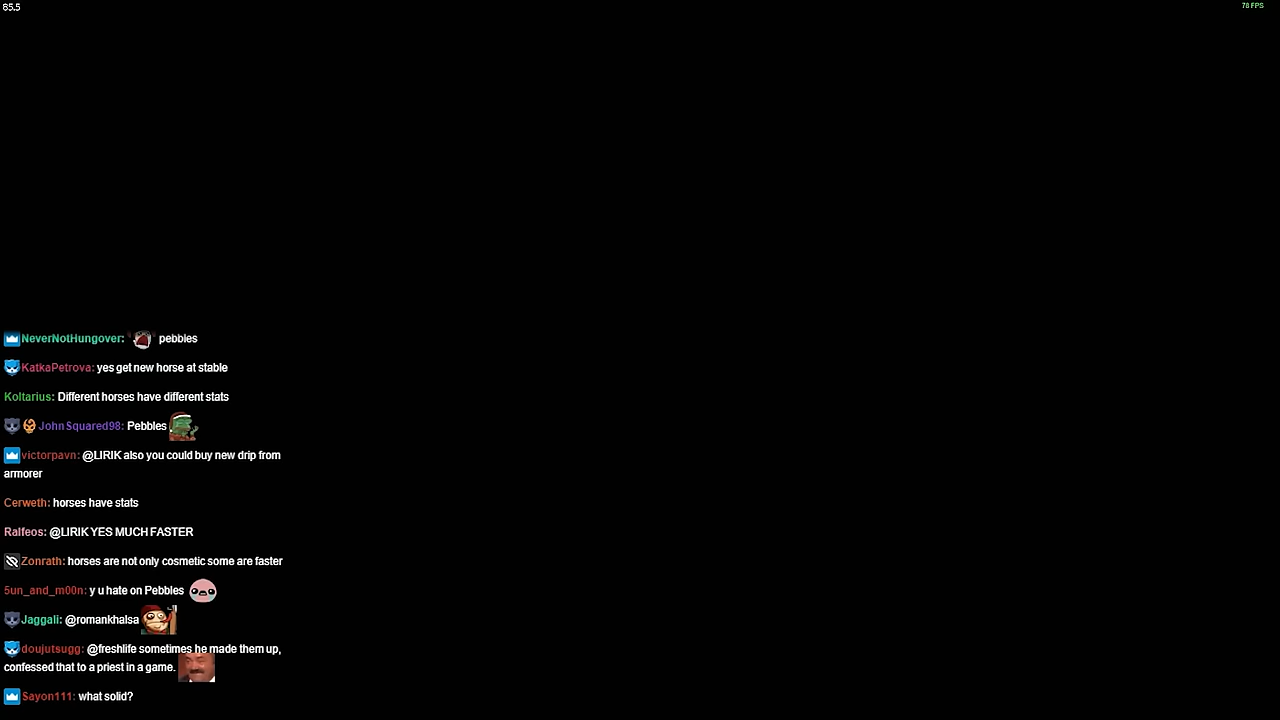 85.5
78 FPS
NeverNotHungover: pebbles
KatkaPetrova: yes get new horse at stable
Koltarius: Different horses have different stats
JohnSquared98: Pebbles
victorpavn: @LIRIK also you could buy new drip from
armorer
Cerweth: horses have stats
Ralfeos: @LIRIK YES MUCH FASTER
Zonrath: horses are not only cosmetic some are faster
5un_and_m00n: y u hate on Pebbles
Jaggali: @romankhalsa
doujutsugg: @freshlife sometimes he made them up,
confessed that to a priest in a game.
Sayon111: what solid?